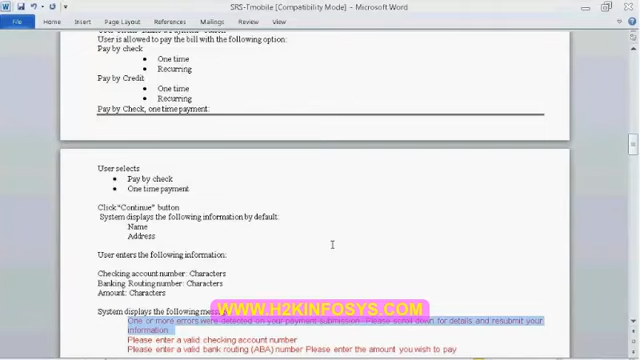 SRS-Tmobile [Compatibility Mode] - Microsoft Word
File Home Insert Page Layout References Mailings Review View
User is allowed to pay the bill with the following option:
Pay by check
• One time
• Recurring
Pay by Credit
• One time
• Recurring
Pay by Check, one time payment:
User selects
• Pay by check
• One time payment
Click "Continue" button
System displays the following information by default:
Name
Address
User enters the following information:
Checking account number: Characters
Banking Routing number: Characters
Amount: Characters
System displays the following
WWW.H2KINFOSYS.COM
One or more errors were detected on your payment submission. Please scroll down for details and resubmit your
information.
Please enter a valid checking account number
Please enter a valid bank routing (ABA) number Please enter the amount you wish to pay